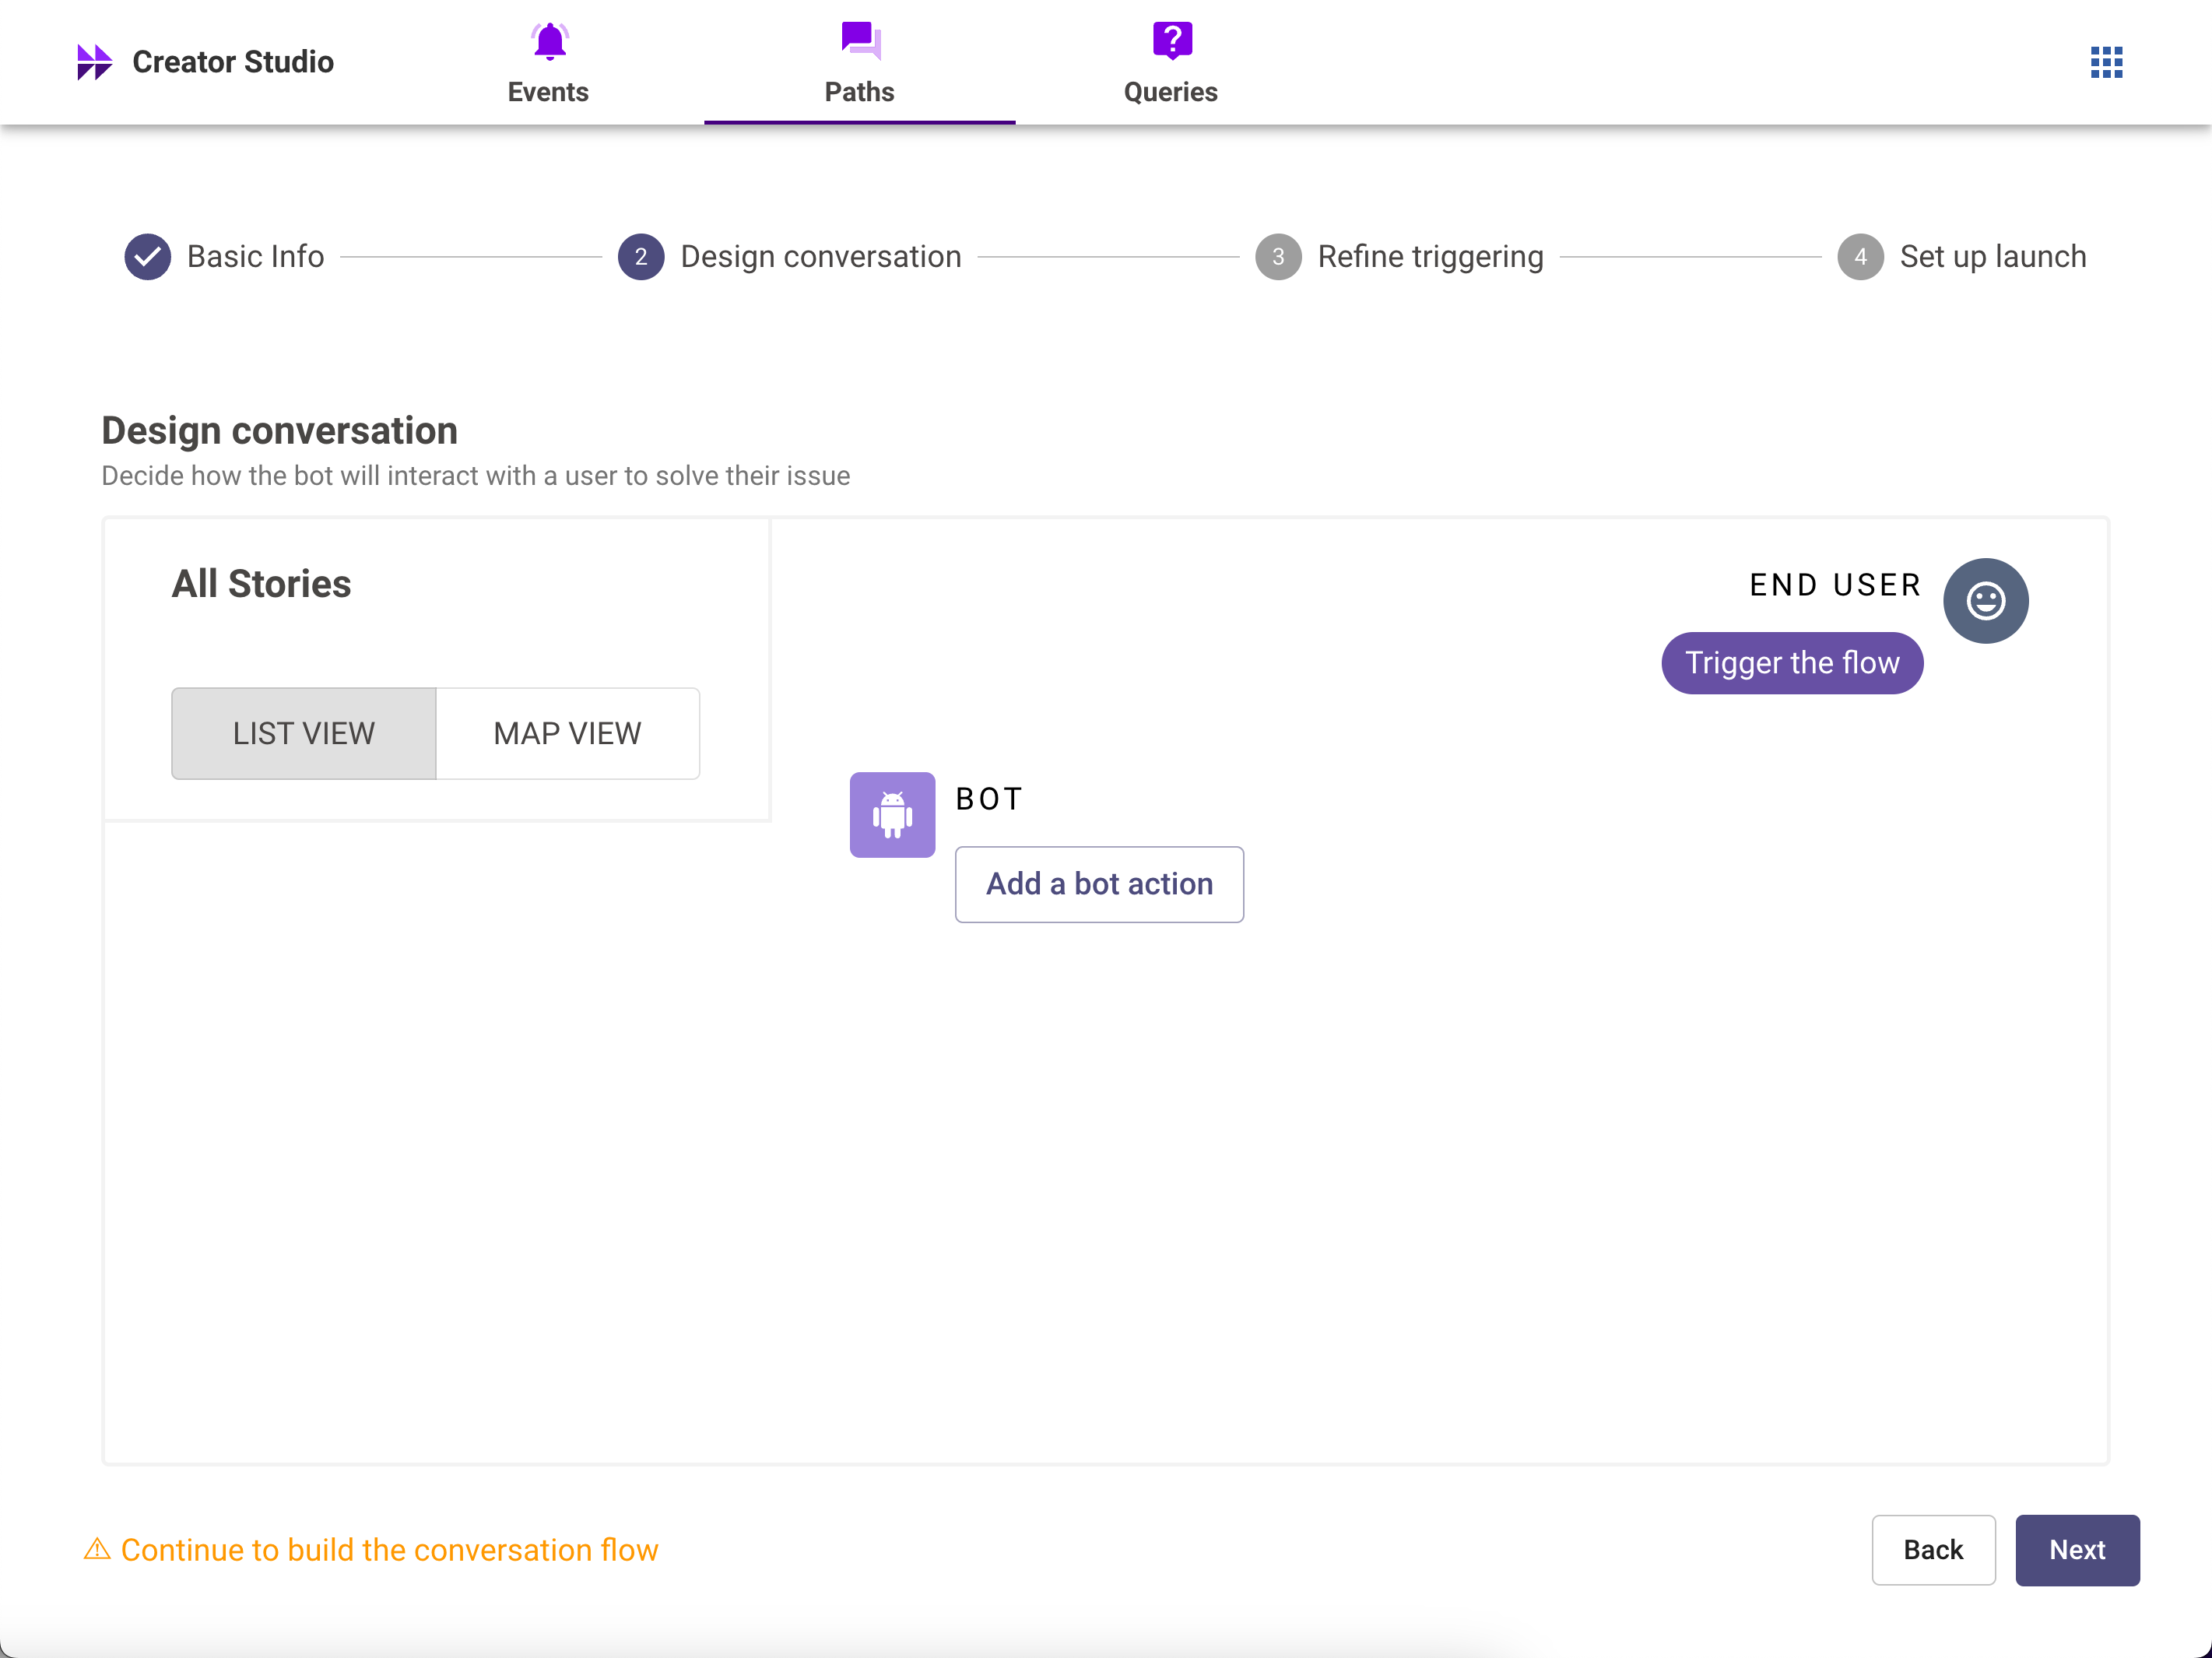 Creator Studio
Events
Paths
Queries
Basic Info
2 Design conversation
3 Refine triggering
4 Set up launch
Design conversation
Decide how the bot will interact with a user to solve their issue
All Stories
LIST VIEW
MAP VIEW
END USER
Trigger the flow
BOT
Add a bot action
Continue to build the conversation flow
Back
Next